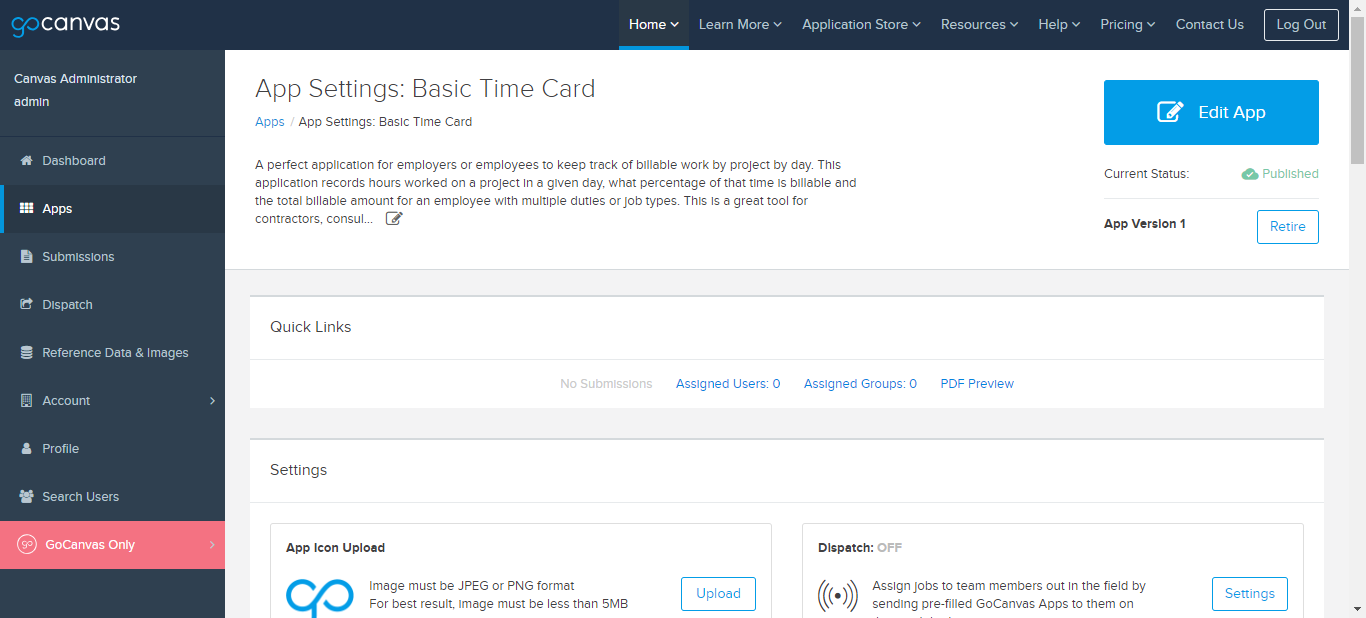 gocanvas
Home
Learn More
Application Store
Resources
Help
Pricing
Contact Us
Log Out
Canvas Administrator
admin
Dashboard
Apps
Submissions
Dispatch
Reference Data & Images
Account
Profile
Search Users
go GoCanvas Only
App Settings: Basic Time Card
Apps / App Settings: Basic Time Card
A perfect application for employers or employees to keep track of billable work by project by day. This
application records hours worked on a project in a given day, what percentage of that time is billable and
the total billable amount for an employee with multiple duties or job types. This is a great tool for
contractors, consul...
Edit App
Current Status: Published
App Version 1 Retire
Quick Links
No Submissions Assigned Users: 0 Assigned Groups: 0 PDF Preview
Settings
App Icon Upload
Image must be JPEG or PNG format
For best result, image must be less than 5MB
Upload
Dispatch: OFF
Assign jobs to team members out in the field by
sending pre-filled GoCanvas Apps to them on
Settings